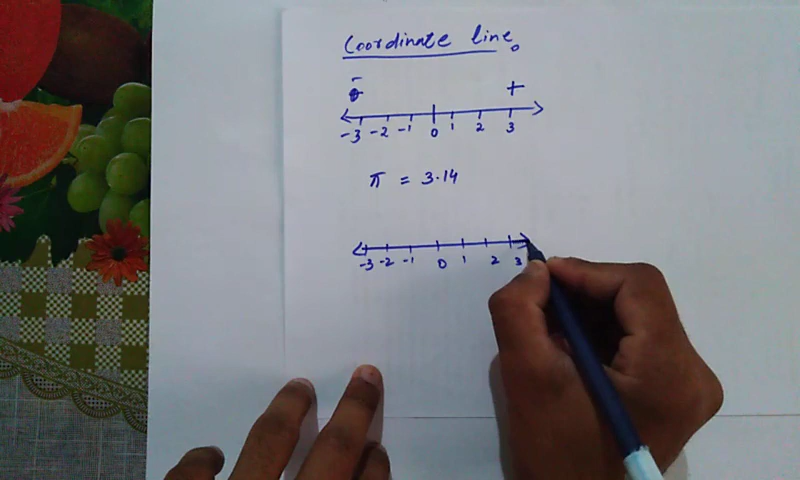 Coordinate line.
- +
-3 -2 -1 0 1 2 3
π = 3.14
-3 -2 -1 0 1 2 3